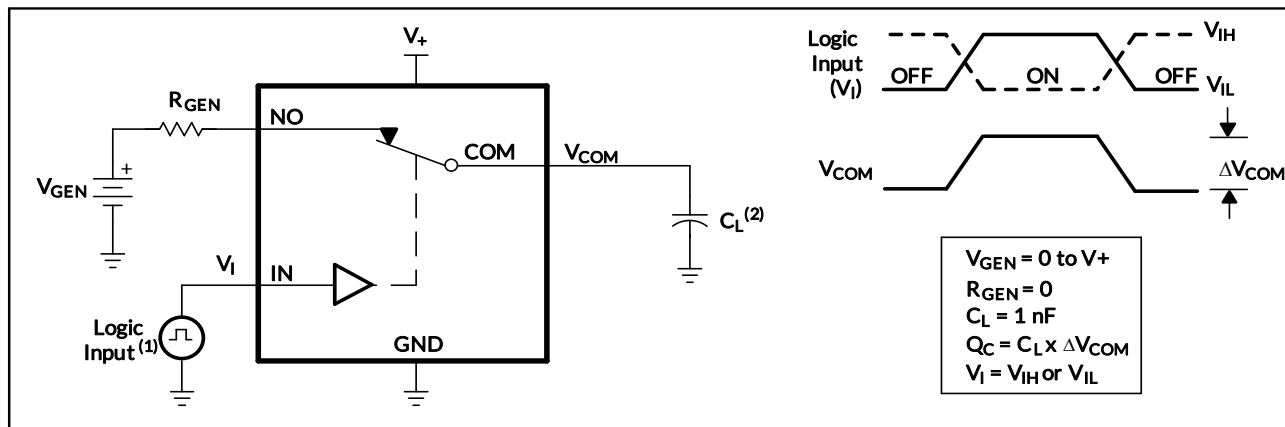 V+
RGEN
NO
COM
VCOM
VGEN
+
CL(2)
VI
IN
Logic
Input(1)
GND
Logic
Input
(VI)
OFF
ON
OFF
VIH
VIL
VCOM
ΔVCOM
VGEN = 0 to V+
RGEN = 0
CL = 1 nF
QC = CL x ΔVCOM
VI = VIH or VIL